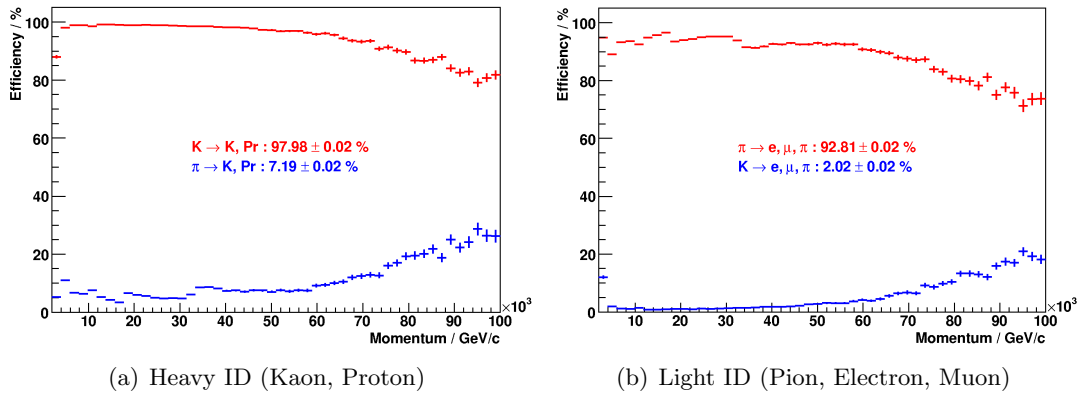 Efficiency / %
100
80
60
40
20
0
K → K, Pr : 97.98 ± 0.02 %
π → K, Pr : 7.19 ± 0.02 %
10 20 30 40 50 60 70 80 90 100
×10³
Momentum / GeV/c
(a) Heavy ID (Kaon, Proton)
Efficiency / %
100
80
60
40
20
0
π → e, μ, π : 92.81 ± 0.02 %
K → e, μ, π : 2.02 ± 0.02 %
10 20 30 40 50 60 70 80 90 100
×10³
Momentum / GeV/c
(b) Light ID (Pion, Electron, Muon)